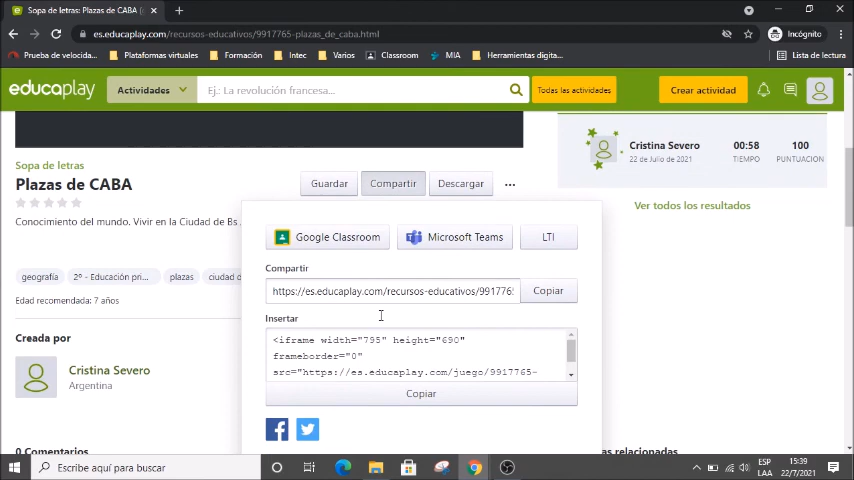 Sopa de letras: Plazas de CABA
es.educaplay.com/recursos-educativos/9917765-plazas_de_caba.html
Incógnito
Prueba de velocida...
Plataformas virtuales
Formación
Intec
Varios
Classroom
MIA
Herramientas digita...
Lista de lectura
educaplay
Actividades
Ej.: La revolución francesa...
Todas las actividades
Crear actividad
Cristina Severo
22 de Julio de 2021
00:58
TIEMPO
100
PUNTUACIÓN
Sopa de letras
Plazas de CABA
Guardar
Compartir
Descargar
...
Ver todos los resultados
Conocimiento del mundo. Vivir en la Ciudad de Bs
Google Classroom
Microsoft Teams
LTI
geografía
2º - Educación pri...
plazas
ciudad
Edad recomendada: 7 años
Compartir
https://es.educaplay.com/recursos-educativos/991776
Copiar
Insertar
<iframe width="795" height="690"
frameborder="0"
src="https://es.educaplay.com/juego/9917765-
Copiar
Creada por
Cristina Severo
Argentina
0 Comentarios
relacionadas
Escribe aquí para buscar
ESP
LAA
15:39
22/7/2021